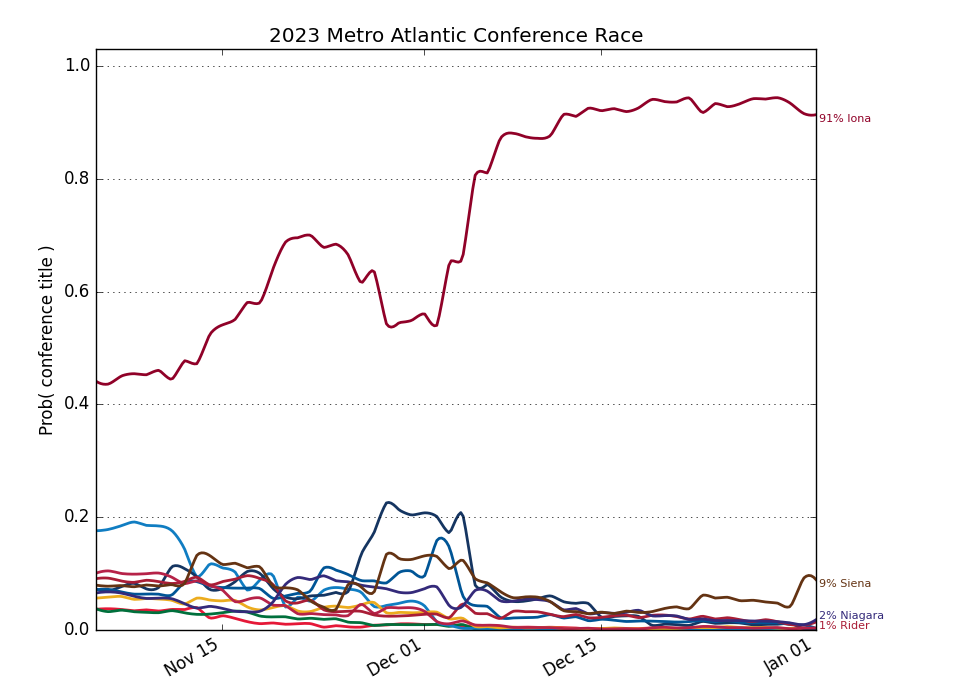 2023 Metro Atlantic Conference Race
Prob( conference title )
1.0
0.8
0.6
0.4
0.2
0.0
91% Iona
9% Siena
2% Niagara
1% Rider
Nov 15
Dec 01
Dec 15
Jan 01